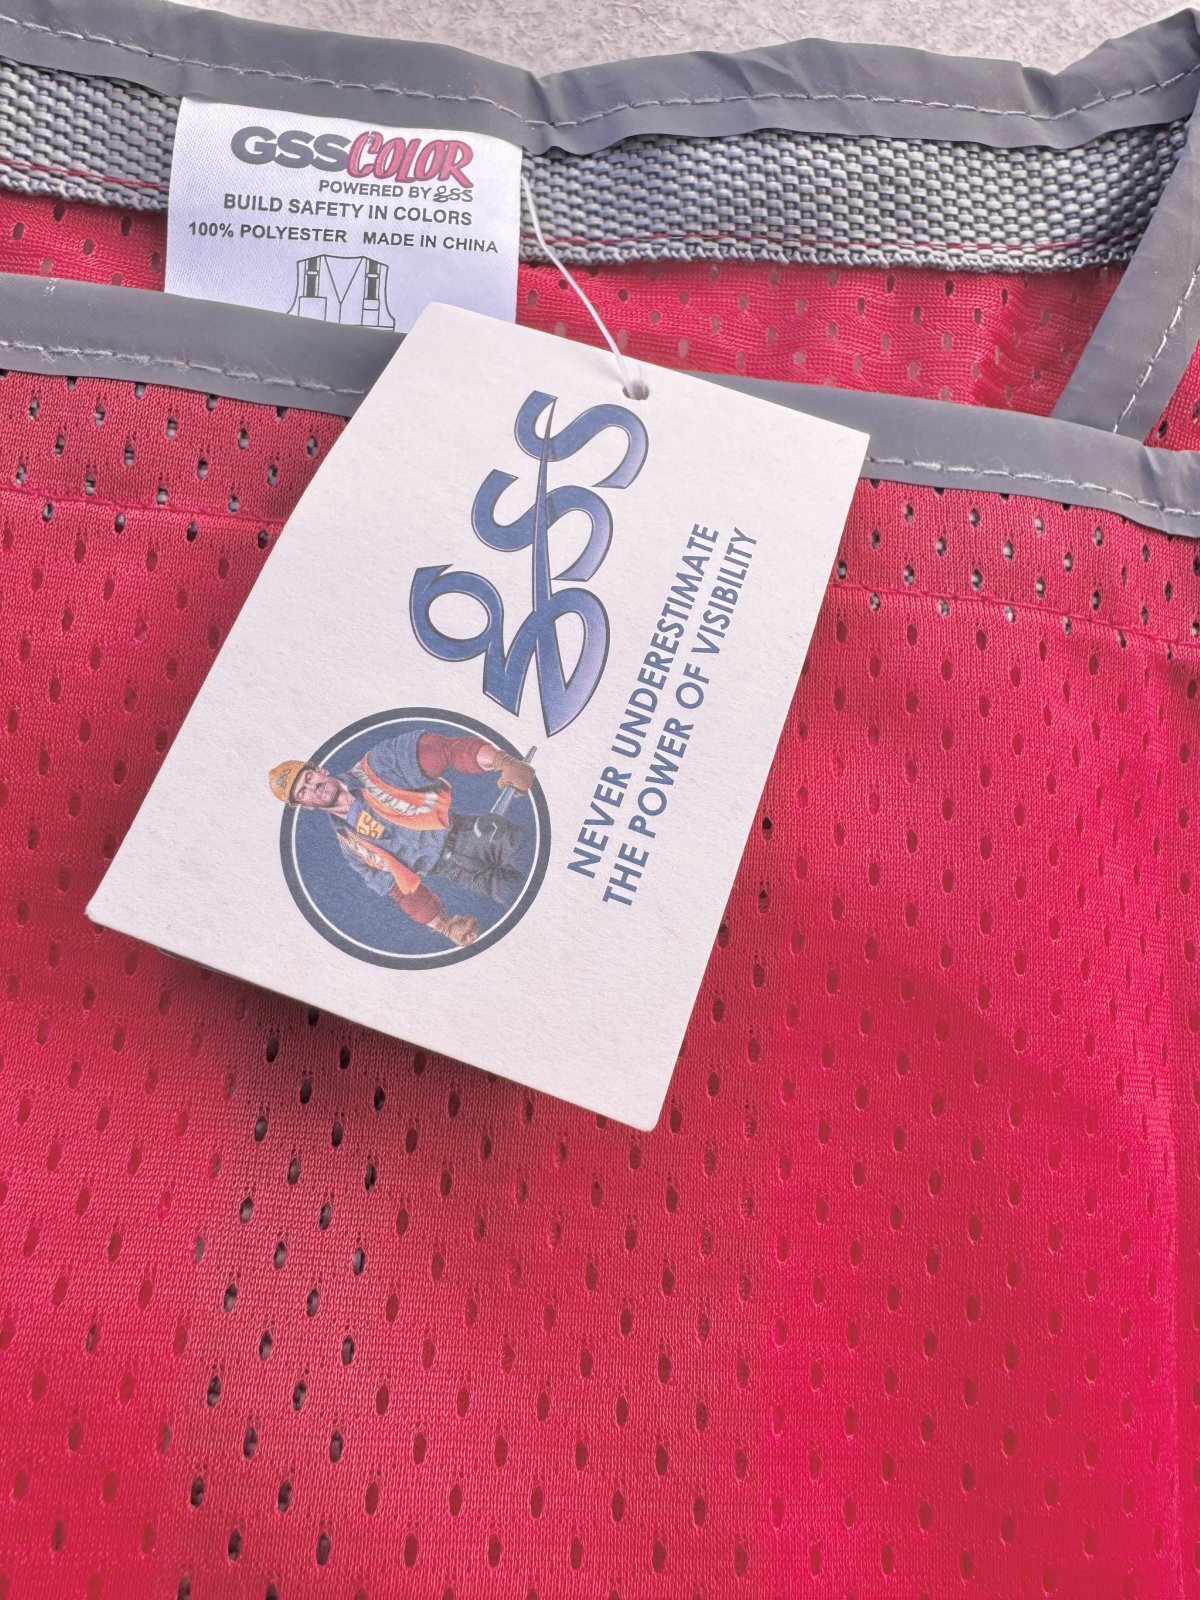 GSSCOLOR
POWERED BY gss
BUILD SAFETY IN COLORS
100% POLYESTER MADE IN CHINA
gss
NEVER UNDERESTIMATE
THE POWER OF VISIBILITY